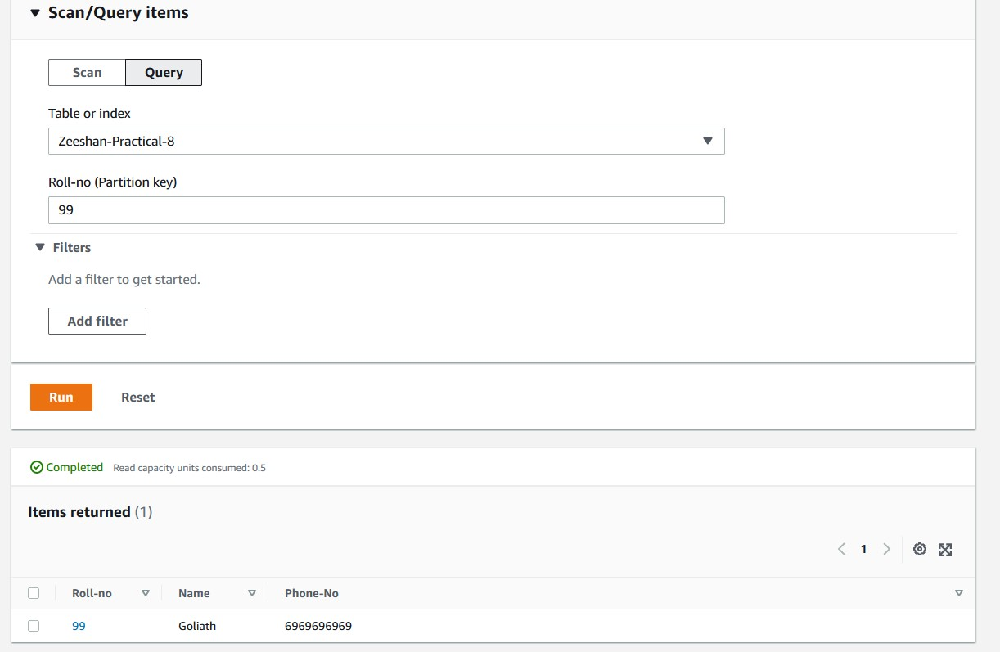 Scan/Query items
Scan Query
Table or index
Zeeshan-Practical-8
Roll-no (Partition key)
99
Filters
Add a filter to get started.
Add filter
Run Reset
Completed Read capacity units consumed: 0.5
Items returned (1)
1
Roll-no Name Phone-No
99 Goliath 6969696969